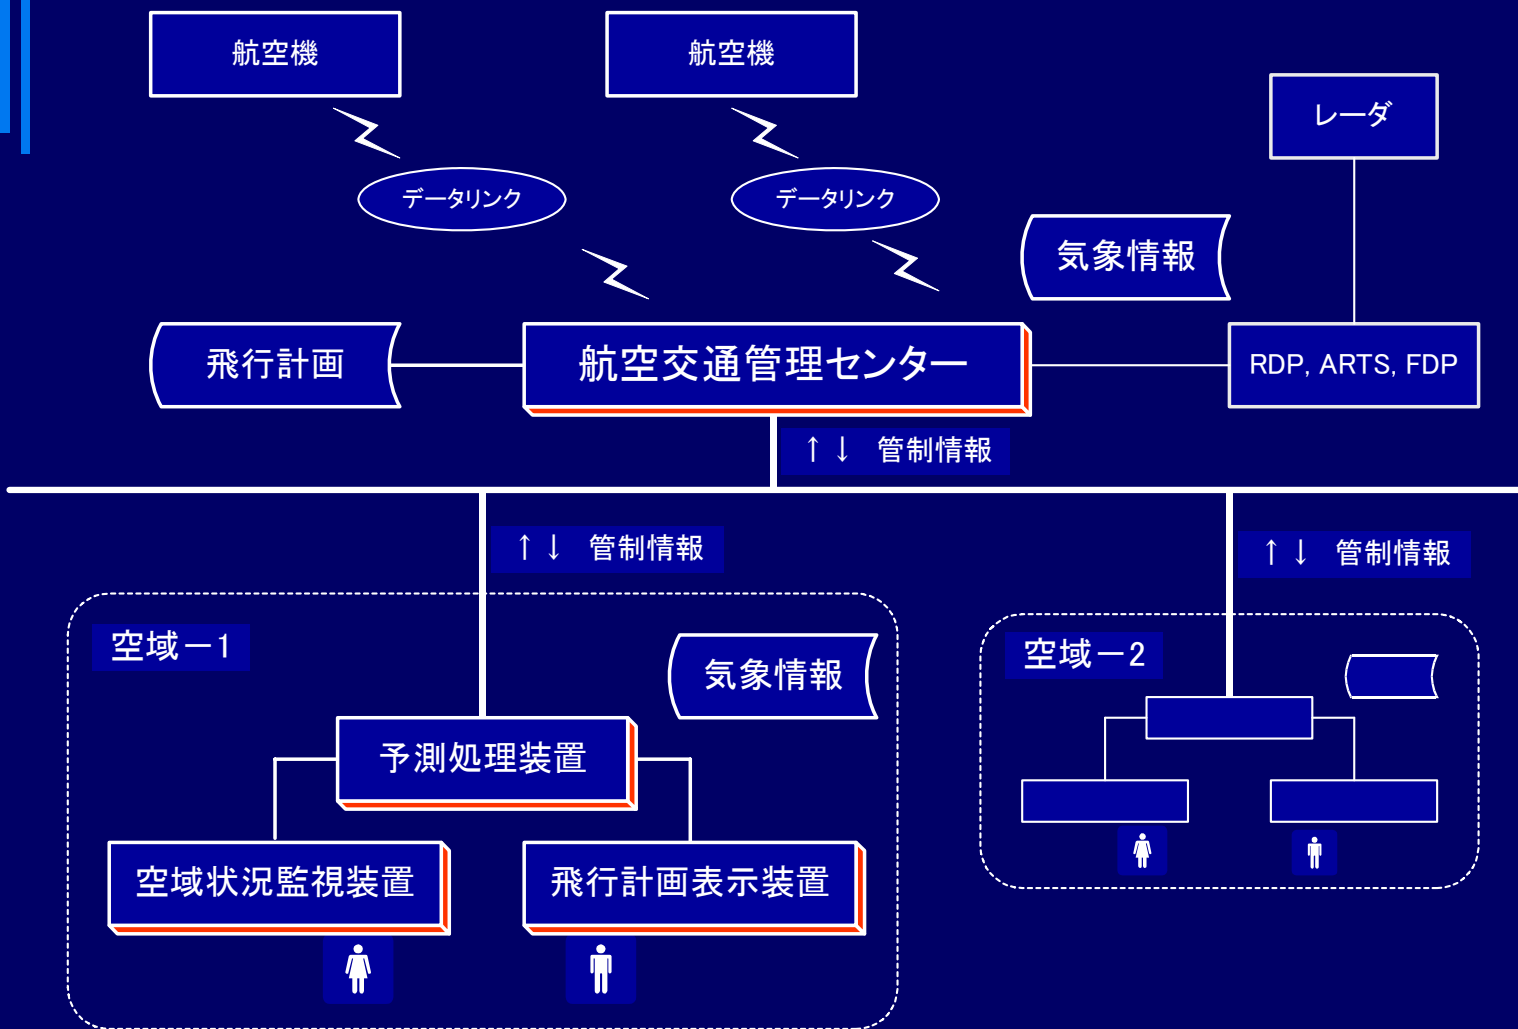 航空機
航空機
レーダ
データリンク
データリンク
気象情報
飛行計画
航空交通管理センター
RDP, ARTS, FDP
↑↓ 管制情報
↑↓ 管制情報
↑↓ 管制情報
空域－1
気象情報
空域－2
予測処理装置
空域状況監視装置
飛行計画表示装置